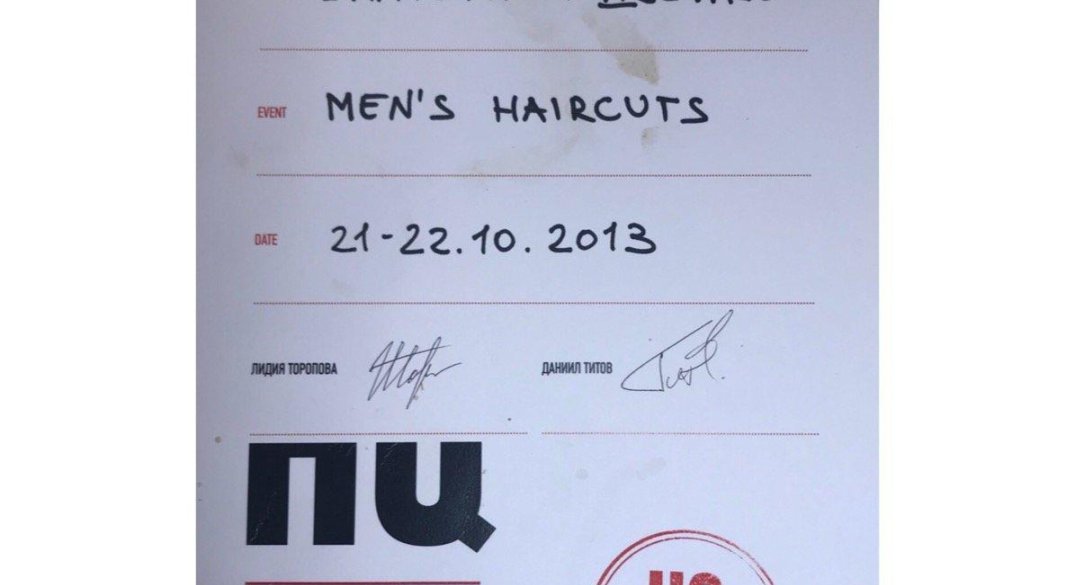 EVENT MEN'S HAIRCUTS
DATE 21-22.10.2013
ЛИДИЯ ТОРОПОВА ДАНИИЛ ТИТОВ
ПЦ